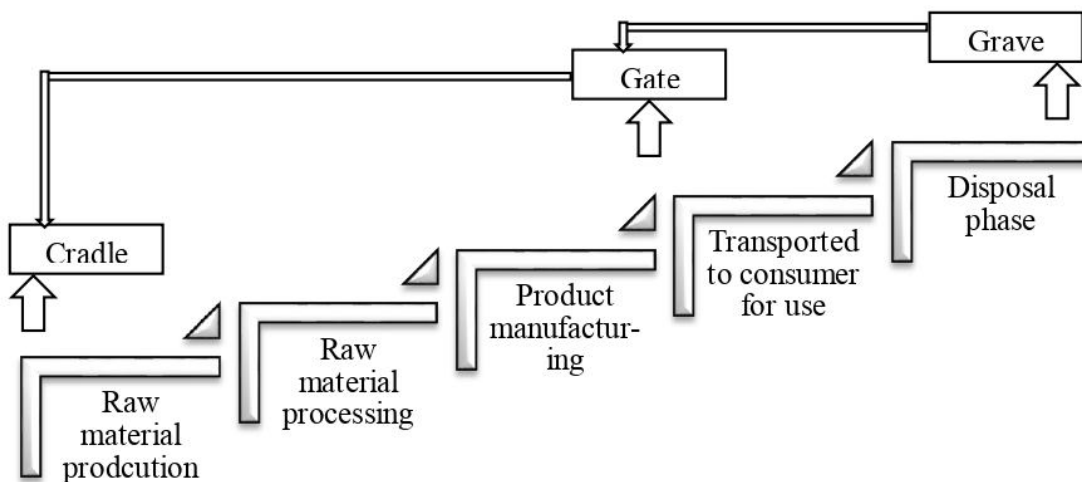 Grave
Gate
Cradle
Disposal
phase
Transported
to consumer
for use
Product
manufactur-
ing
Raw
material
processing
Raw
material
prodcution